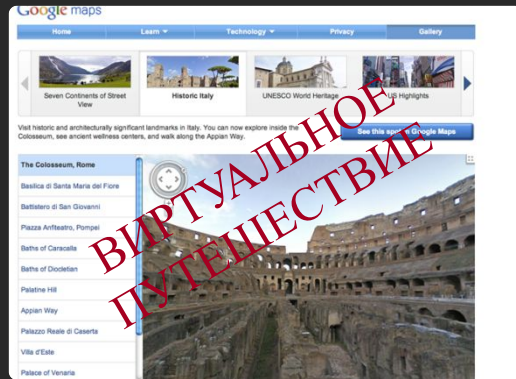 Google maps
Home Learn Technology Privacy Gallery
Seven Continents of Street View
Historic Italy
UNESCO World Heritage
US Highlights
Visit historic and architecturally significant landmarks in Italy. You can now explore inside the
Colosseum, see ancient wellness centers, and walk along the Appian Way.
See this spot in Google Maps
The Colosseum, Rome
Basilica di Santa Maria del Fiore
Battistero di San Giovanni
Piazza Anfiteatro, Pompei
Baths of Caracalla
Baths of Diocletian
Palatine Hill
Appian Way
Palazzo Reale di Caserta
Villa d'Este
Palace of Venaria
ВИРТУАЛЬНОЕ
ПУТЕШЕСТВИЕ